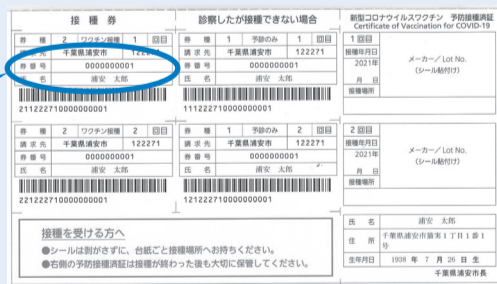 接種券
診察したが接種できない場合
新型コロナウイルスワクチン 予防接種済証
Certificate of Vaccination for COVID-19
券種 2 ワクチン接種 1 回目
請求先 千葉県浦安市 122271
券番号 0000000001
氏名 浦安 太郎
211222710000000001
券種 1 予診のみ 1 回目
請求先 千葉県浦安市 122271
券番号 0000000001
氏名 浦安 太郎
111222710000000001
1 回目
接種年月日
2021年
月 日
接種場所
メーカー/ Lot No.
(シール貼付け)
券種 2 ワクチン接種 2 回目
請求先 千葉県浦安市 122271
券番号 0000000001
氏名 浦安 太郎
221222710000000001
券種 1 予診のみ 2 回目
請求先 千葉県浦安市 122271
券番号 0000000001
氏名 浦安 太郎
121222710000000001
2 回目
接種年月日
2021年
月 日
接種場所
メーカー/ Lot No.
(シール貼付け)
接種を受ける方へ
●シールは剥がさずに、台紙ごと接種場所へお持ちください。
●右側の予防接種済証は接種が終わった後も大切に保管してください。
氏名 浦安 太郎
住所 千葉県浦安市猫実1丁目1番1号
生年月日 1938 年 7 月 26 日 生
千葉県浦安市長